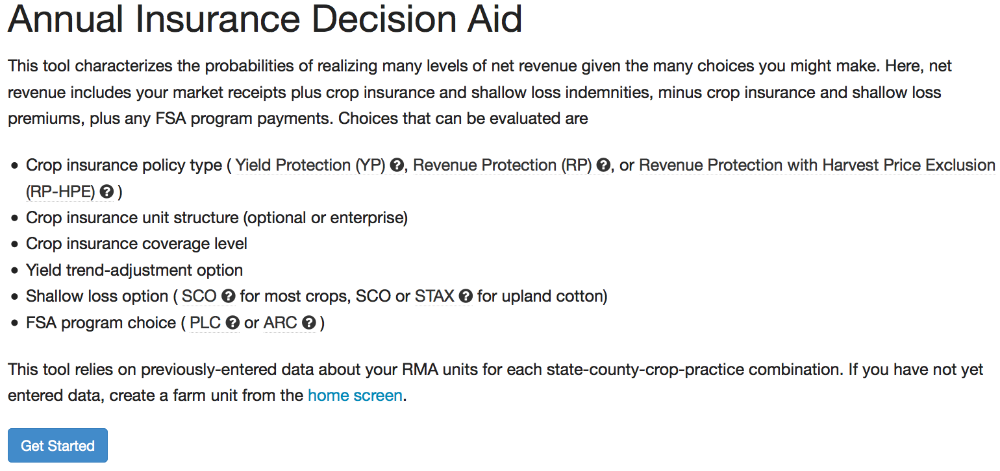 Annual Insurance Decision Aid
This tool characterizes the probabilities of realizing many levels of net revenue given the many choices you might make. Here, net
revenue includes your market receipts plus crop insurance and shallow loss indemnities, minus crop insurance and shallow loss
premiums, plus any FSA program payments. Choices that can be evaluated are
• Crop insurance policy type ( Yield Protection (YP) ?, Revenue Protection (RP) ?, or Revenue Protection with Harvest Price Exclusion
(RP-HPE) ? )
• Crop insurance unit structure (optional or enterprise)
• Crop insurance coverage level
• Yield trend-adjustment option
• Shallow loss option ( SCO ? for most crops, SCO or STAX ? for upland cotton)
• FSA program choice ( PLC ? or ARC ? )
This tool relies on previously-entered data about your RMA units for each state-county-crop-practice combination. If you have not yet
entered data, create a farm unit from the home screen.
Get Started